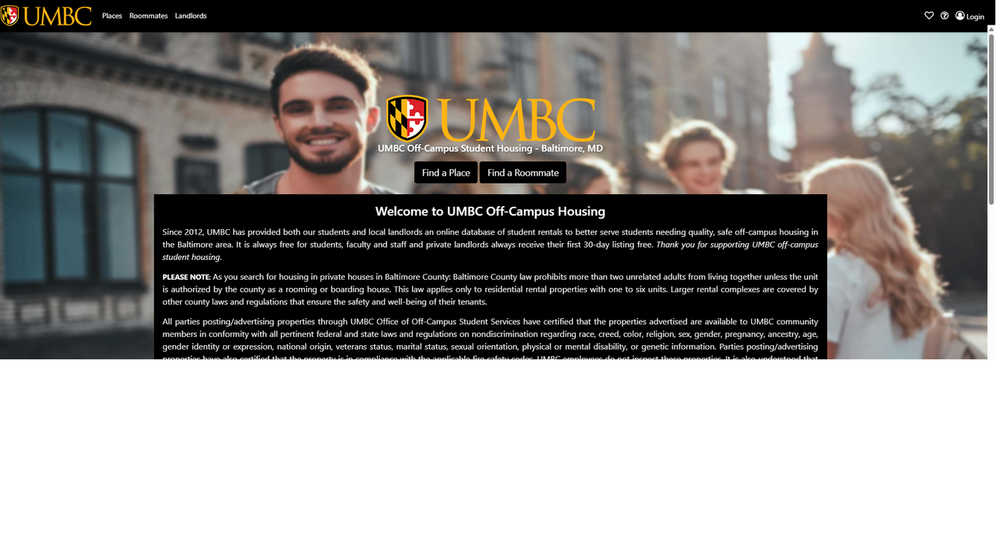 UMBC Places Roommates Landlords Login
UMBC
UMBC Off-Campus Student Housing - Baltimore, MD
Find a Place Find a Roommate
Welcome to UMBC Off-Campus Housing
Since 2012, UMBC has provided both our students and local landlords an online database of student rentals to better serve students needing quality, safe off-campus housing in
the Baltimore area. It is always free for students, faculty and staff and private landlords always receive their first 30-day listing free. Thank you for supporting UMBC off-campus
student housing.
PLEASE NOTE: As you search for housing in private houses in Baltimore County: Baltimore County law prohibits more than two unrelated adults from living together unless the unit
is authorized by the county as a rooming or boarding house. This law applies only to residential rental properties with one to six units. Larger rental complexes are covered by
other county laws and regulations that ensure the safety and well-being of their tenants.
All parties posting/advertising properties through UMBC Office of Off-Campus Student Services have certified that the properties advertised are available to UMBC community
members in conformity with all pertinent federal and state laws and regulations on nondiscrimination regarding race, creed, color, religion, sex, gender, pregnancy, ancestry, age,
gender identity or expression, national origin, veterans status, marital status, sexual orientation, physical or mental disability, or genetic information. Parties posting/advertising
properties have also certified that the property is in compliance with the applicable fire safety codes. UMBC employees do not inspect these properties. It is also understood that